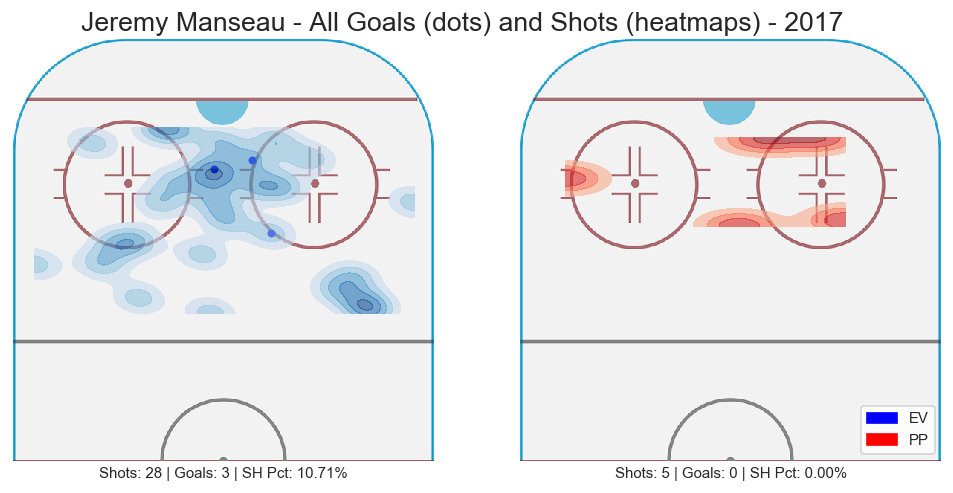 Jeremy Manseau - All Goals (dots) and Shots (heatmaps) - 2017
EV
PP
Shots: 28 | Goals: 3 | SH Pct: 10.71%
Shots: 5 | Goals: 0 | SH Pct: 0.00%